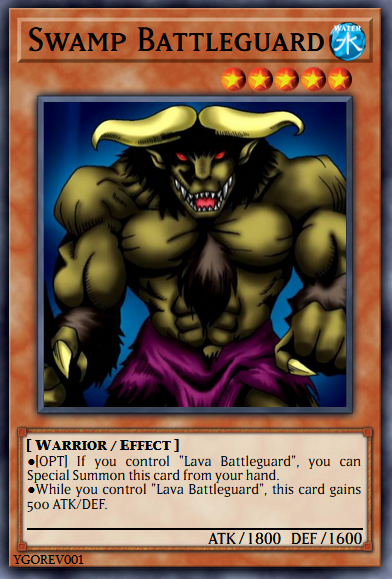 Swamp Battleguard
WATER
水
[ Warrior / Effect ]
●[OPT] If you control "Lava Battleguard", you can
Special Summon this card from your hand.
●While you control "Lava Battleguard", this card gains
500 ATK/DEF.
ATK / 1800 DEF / 1600
YGOREV001